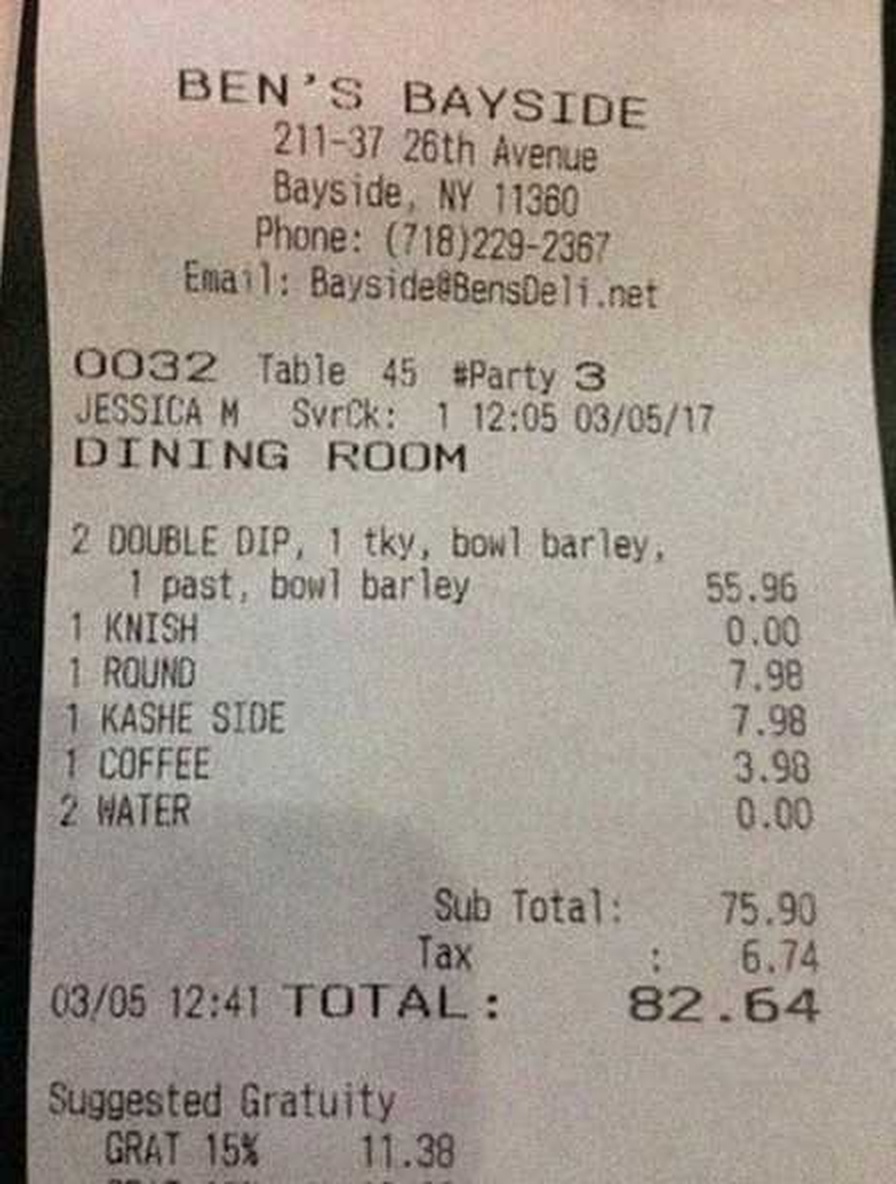 BEN'S BAYSIDE
211-37 26th Avenue
Bayside, NY 11360
Phone: (718)229-2367
Email: Bayside@BensDeli.net
0032 Table 45 #Party 3
JESSICA M SvrCk: 1 12:05 03/05/17
DINING ROOM
2 DOUBLE DIP, 1 tky, bowl barley,
1 past, bowl barley 55.96
1 KNISH 0.00
1 ROUND 7.98
1 KASHE SIDE 7.98
1 COFFEE 3.98
2 WATER 0.00
Sub Total: 75.90
Tax : 6.74
03/05 12:41 TOTAL: 82.64
Suggested Gratuity
GRAT 15% 11.38